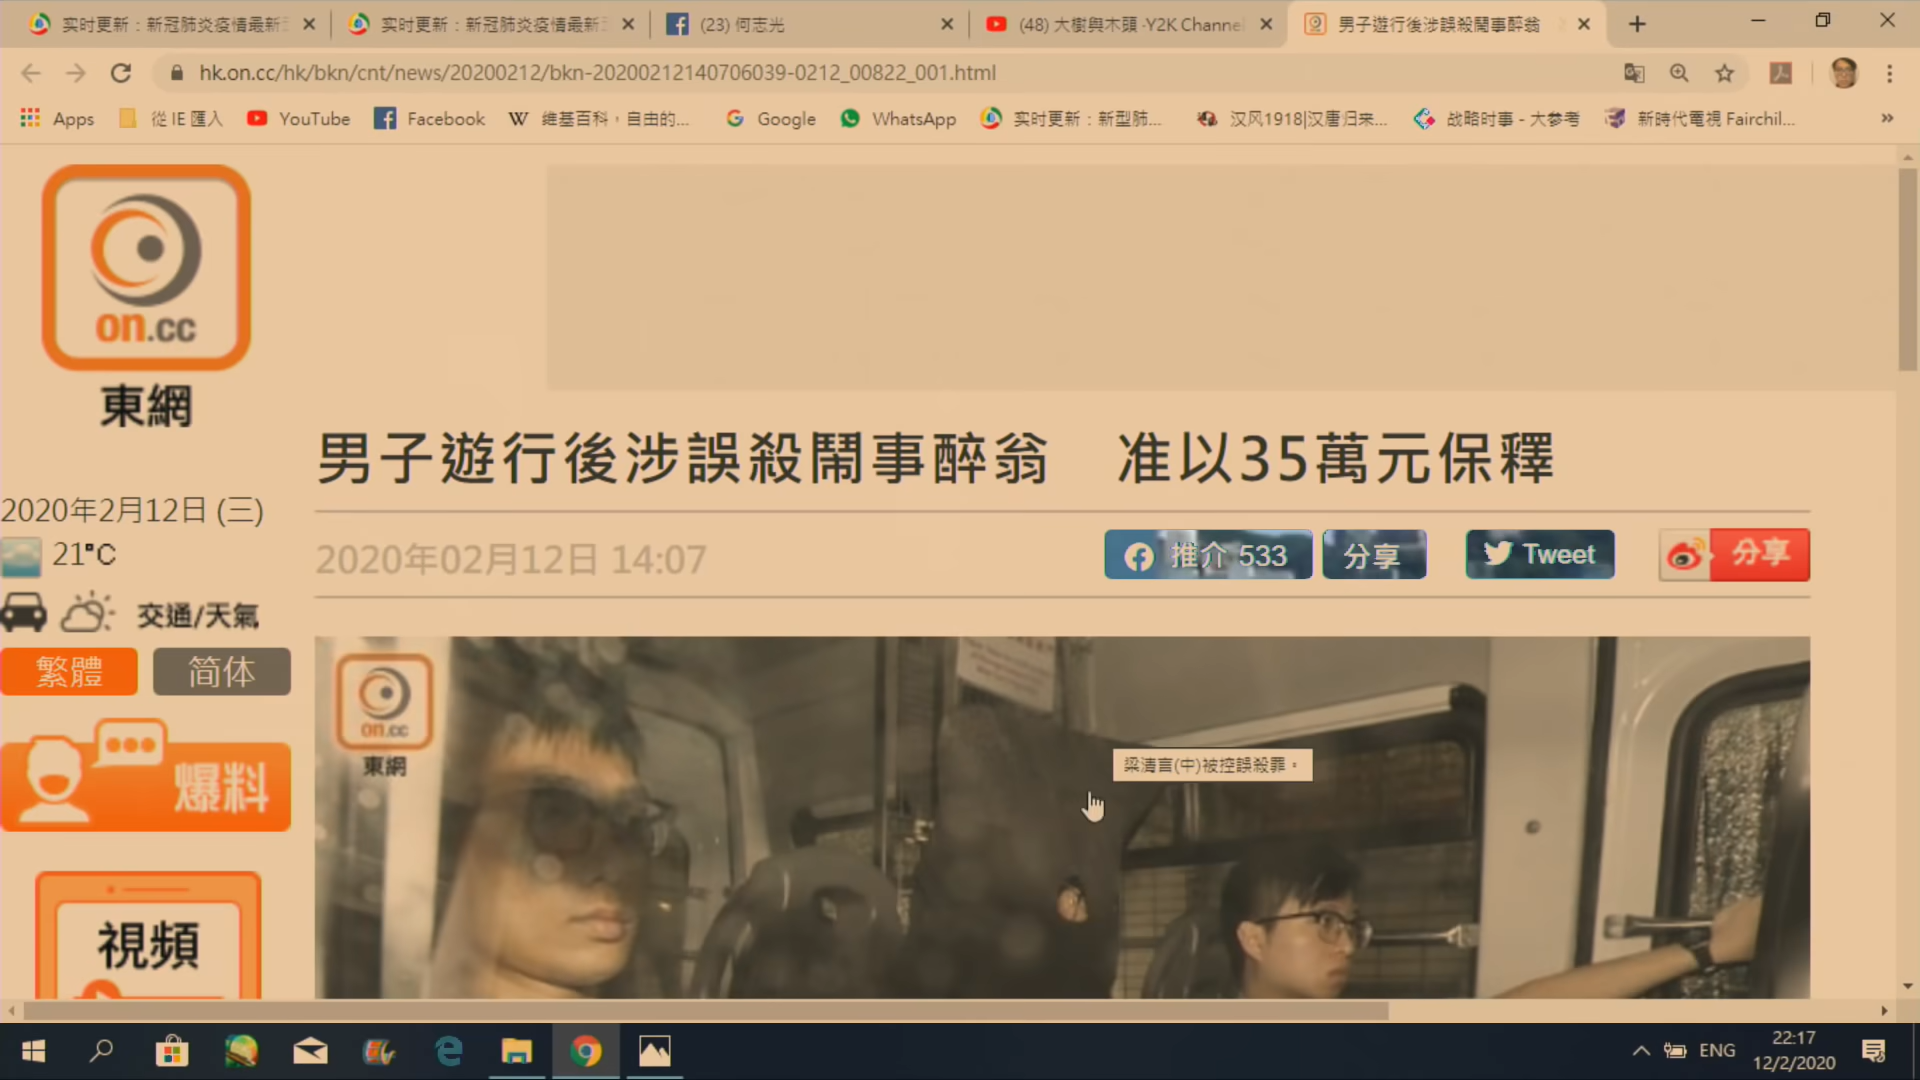 实时更新：新冠肺炎疫情最新
实时更新：新冠肺炎疫情最新
(23) 何志光
(48) 大樹與木頭 -Y2K Channel
男子遊行後涉誤殺鬧事醉翁
hk.on.cc/hk/bkn/cnt/news/20200212/bkn-20200212140706039-0212_00822_001.html
Apps
從 IE 匯入
YouTube
Facebook
維基百科，自由的...
Google
WhatsApp
实时更新：新型肺...
汉风1918|汉唐归来...
战略时事 - 大参考
新時代電視 Fairchil...
on.cc
東網
男子遊行後涉誤殺鬧事醉翁　准以35萬元保釋
2020年2月12日 (三)
21°C
交通/天氣
繁體
简体
爆料
視頻
2020年02月12日 14:07
推介 533
分享
Tweet
分享
on.cc
東網
梁清言(中)被控誤殺罪。
ENG
22:17
12/2/2020